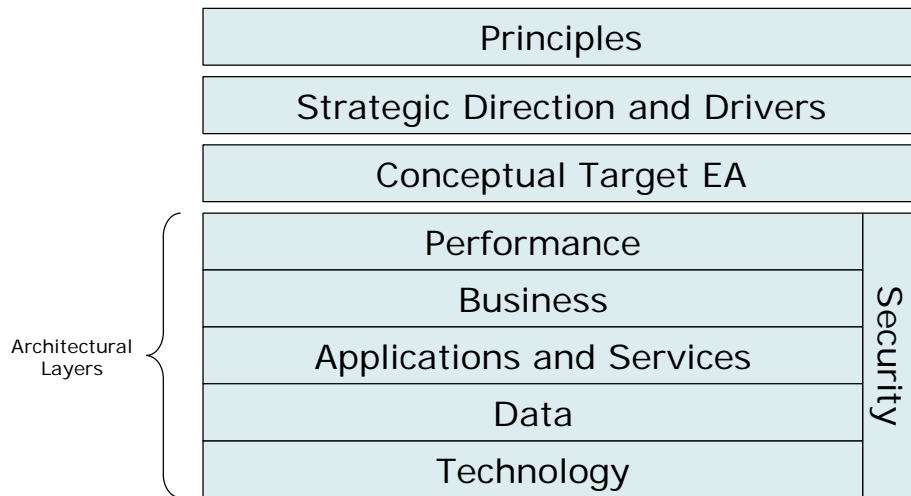 Principles
Strategic Direction and Drivers
Conceptual Target EA
Performance
Business
Applications and Services
Data
Technology
Security
Architectural
Layers